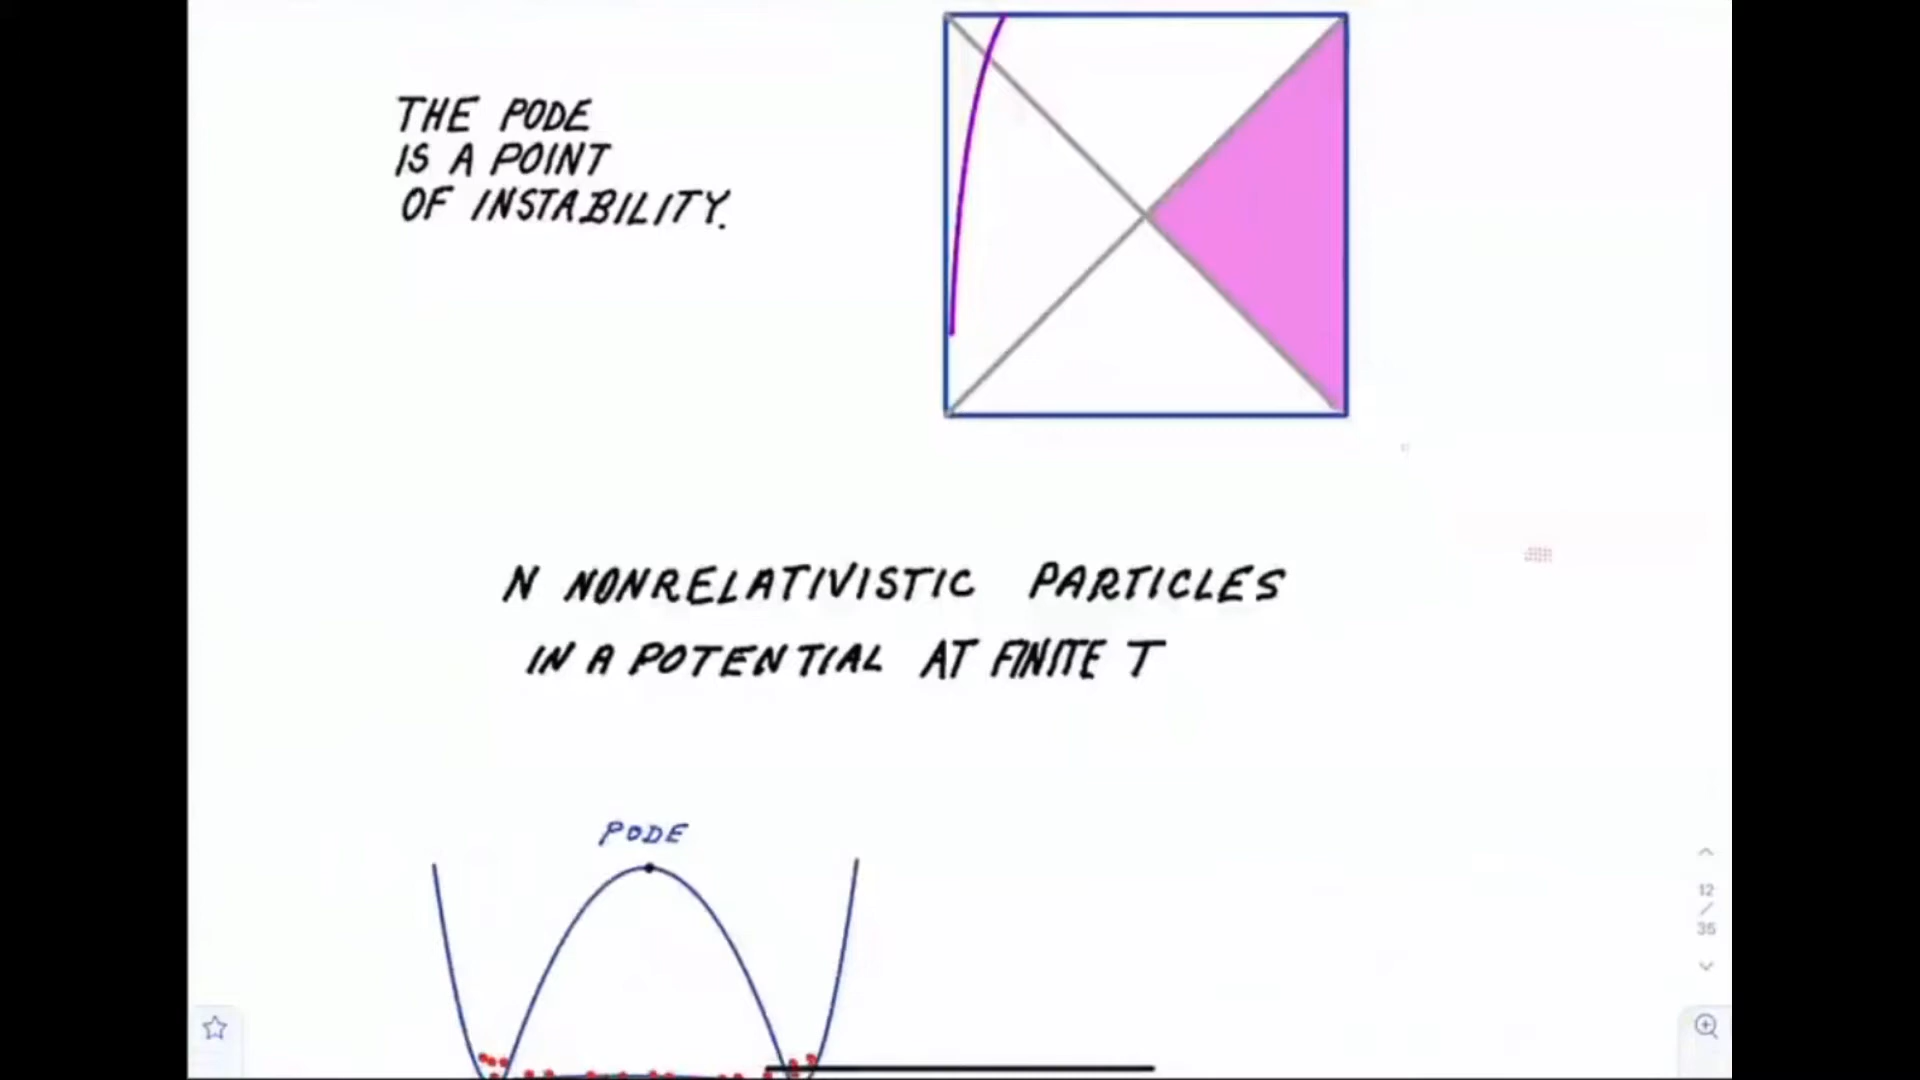 THE PODE
IS A POINT
OF INSTABILITY.
N NONRELATIVISTIC PARTICLES
IN A POTENTIAL AT FINITE T
PODE
12
/
35